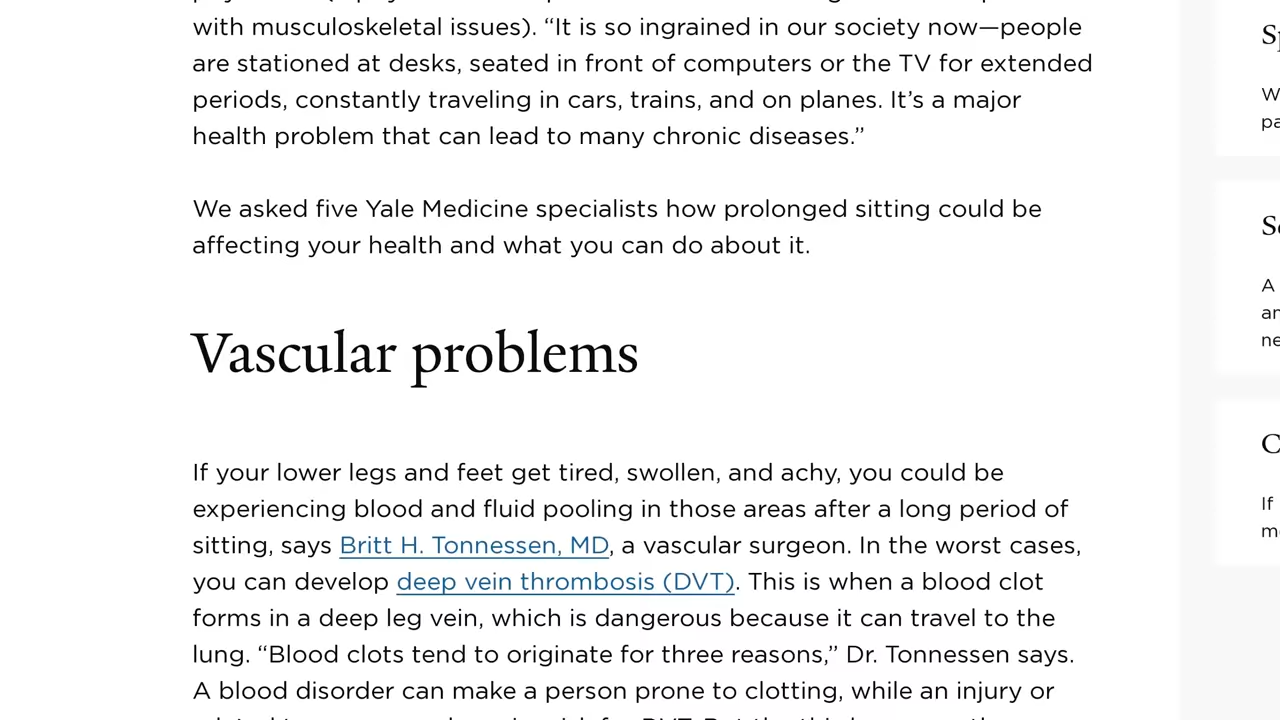 with musculoskeletal issues). “It is so ingrained in our society now—people
are stationed at desks, seated in front of computers or the TV for extended
periods, constantly traveling in cars, trains, and on planes. It’s a major
health problem that can lead to many chronic diseases.”
We asked five Yale Medicine specialists how prolonged sitting could be
affecting your health and what you can do about it.
Vascular problems
If your lower legs and feet get tired, swollen, and achy, you could be
experiencing blood and fluid pooling in those areas after a long period of
sitting, says Britt H. Tonnessen, MD, a vascular surgeon. In the worst cases,
you can develop deep vein thrombosis (DVT). This is when a blood clot
forms in a deep leg vein, which is dangerous because it can travel to the
lung. “Blood clots tend to originate for three reasons,” Dr. Tonnessen says.
A blood disorder can make a person prone to clotting, while an injury or
A
If